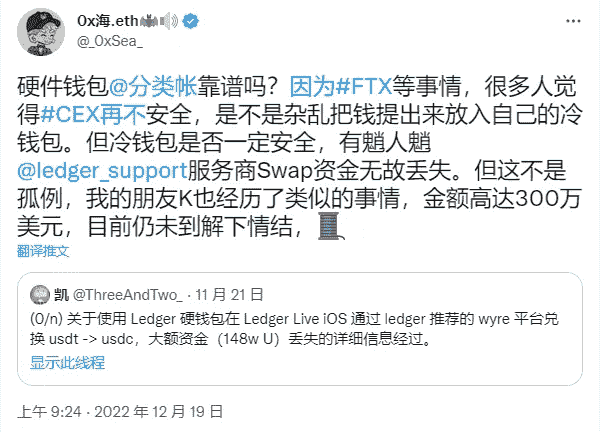 0x海.eth
@_0xSea_
硬件钱包@分类帐靠谱吗？因为#FTX等事情，很多人觉
得#CEX再不安全，是不是杂乱把钱提出来放入自己的冷
钱包。但冷钱包是否一定安全，有魈人魈
@ledger_support服务商Swap资金无故丢失。但这不是
孤例，我的朋友K也经历了类似的事情，金额高达300万
美元，目前仍未到解下情结，
翻译推文
凯 @ThreeAndTwo_ · 11 月 21 日
(0/n) 关于使用 Ledger 硬钱包在 Ledger Live iOS 通过 ledger 推荐的 wyre 平台兑
换 usdt -> usdc，大额资金（148w U）丢失的详细信息经过。
显示此线程
上午 9:24 · 2022 年 12 月 19 日